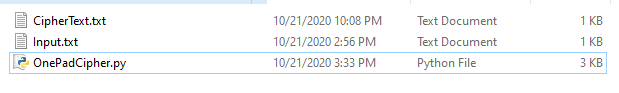 CipherText.txt 10/21/2020 10:08 PM Text Document 1 KB
Input.txt 10/21/2020 2:56 PM Text Document 1 KB
OnePadCipher.py 10/21/2020 3:33 PM Python File 3 KB